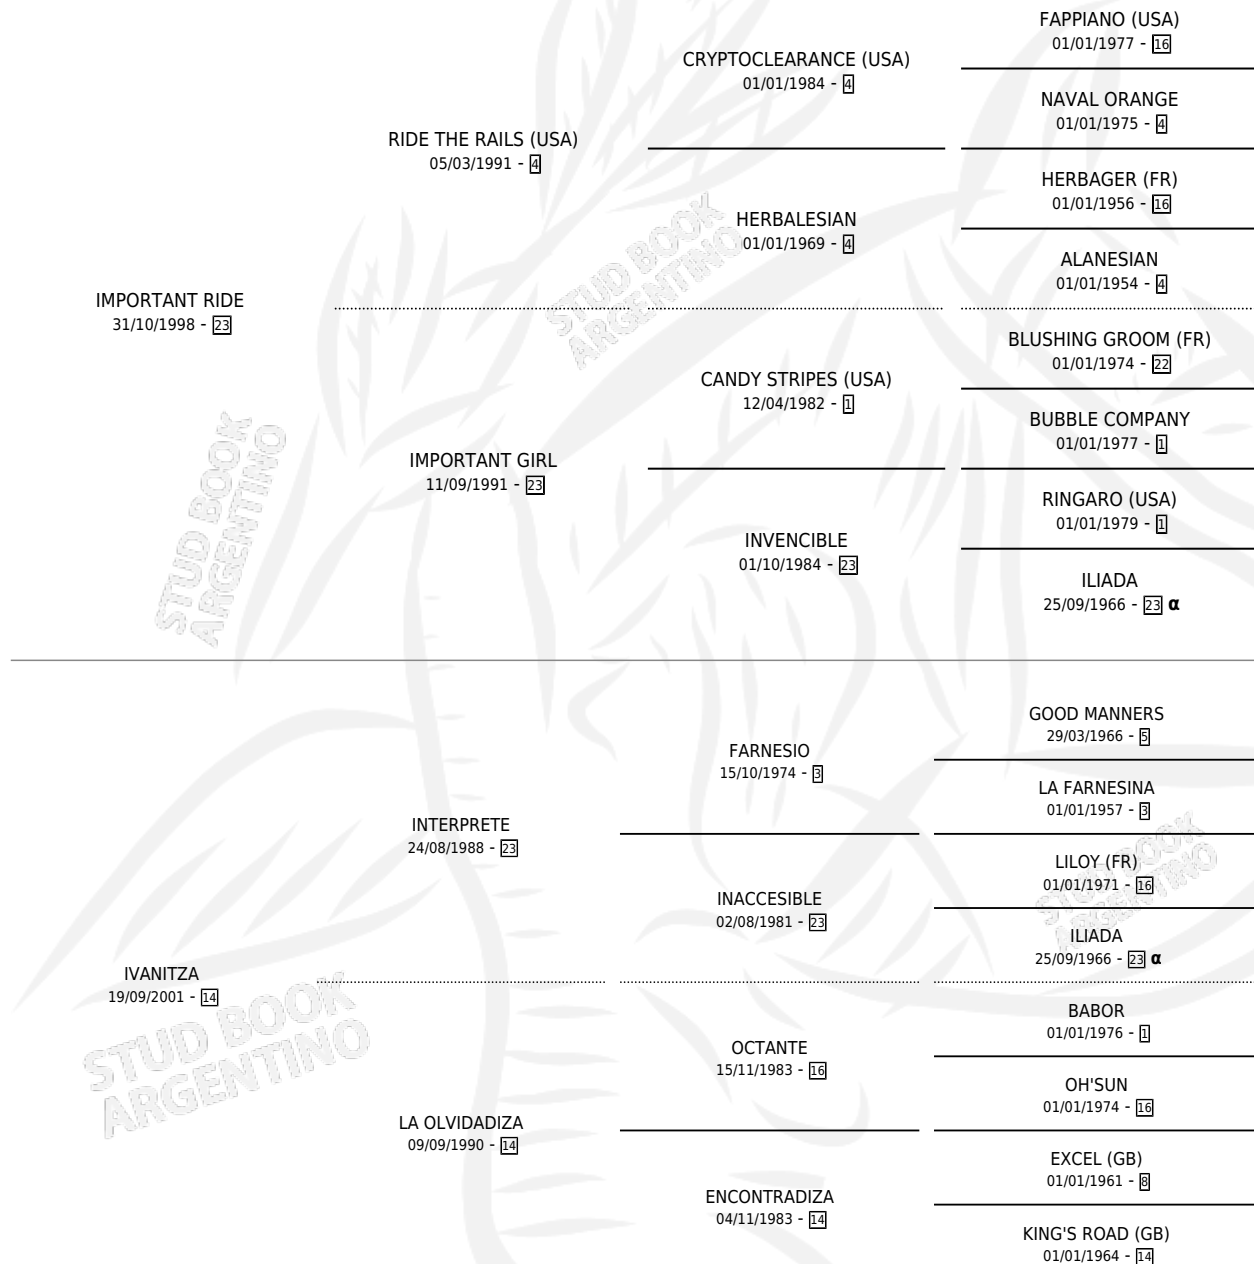 FAPPIANO (USA)
01/01/1977 - 16
CRYPTOCLEARANCE (USA)
01/01/1984 - 4
NAVAL ORANGE
01/01/1975 - 4
RIDE THE RAILS (USA)
05/03/1991 - 4
HERBAGER (FR)
01/01/1956 - 16
HERBALESIAN
01/01/1969 - 4
ALANESIAN
01/01/1954 - 4
IMPORTANT RIDE
31/10/1998 - 23
BLUSHING GROOM (FR)
01/01/1974 - 22
CANDY STRIPES (USA)
12/04/1982 - 1
BUBBLE COMPANY
01/01/1977 - 1
IMPORTANT GIRL
11/09/1991 - 23
RINGARO (USA)
01/01/1979 - 1
INVENCIBLE
01/10/1984 - 23
ILIADA
25/09/1966 - 23 α
GOOD MANNERS
29/03/1966 - 5
FARNESIO
15/10/1974 - 3
LA FARNESINA
01/01/1957 - 3
INTERPRETE
24/08/1988 - 23
LILOY (FR)
01/01/1971 - 16
INACCESIBLE
02/08/1981 - 23
ILIADA
25/09/1966 - 23 α
IVANITZA
19/09/2001 - 14
BABOR
01/01/1976 - 1
OCTANTE
15/11/1983 - 16
OH'SUN
01/01/1974 - 16
LA OLVIDADIZA
09/09/1990 - 14
EXCEL (GB)
01/01/1961 - 8
ENCONTRADIZA
04/11/1983 - 14
KING'S ROAD (GB)
01/01/1964 - 14
STUD BOOK
ARGENTINO
STUD BOOK
ARGENTINO
STUD BOOK
ARGENTINO
STUD BOOK
ARGENTINO